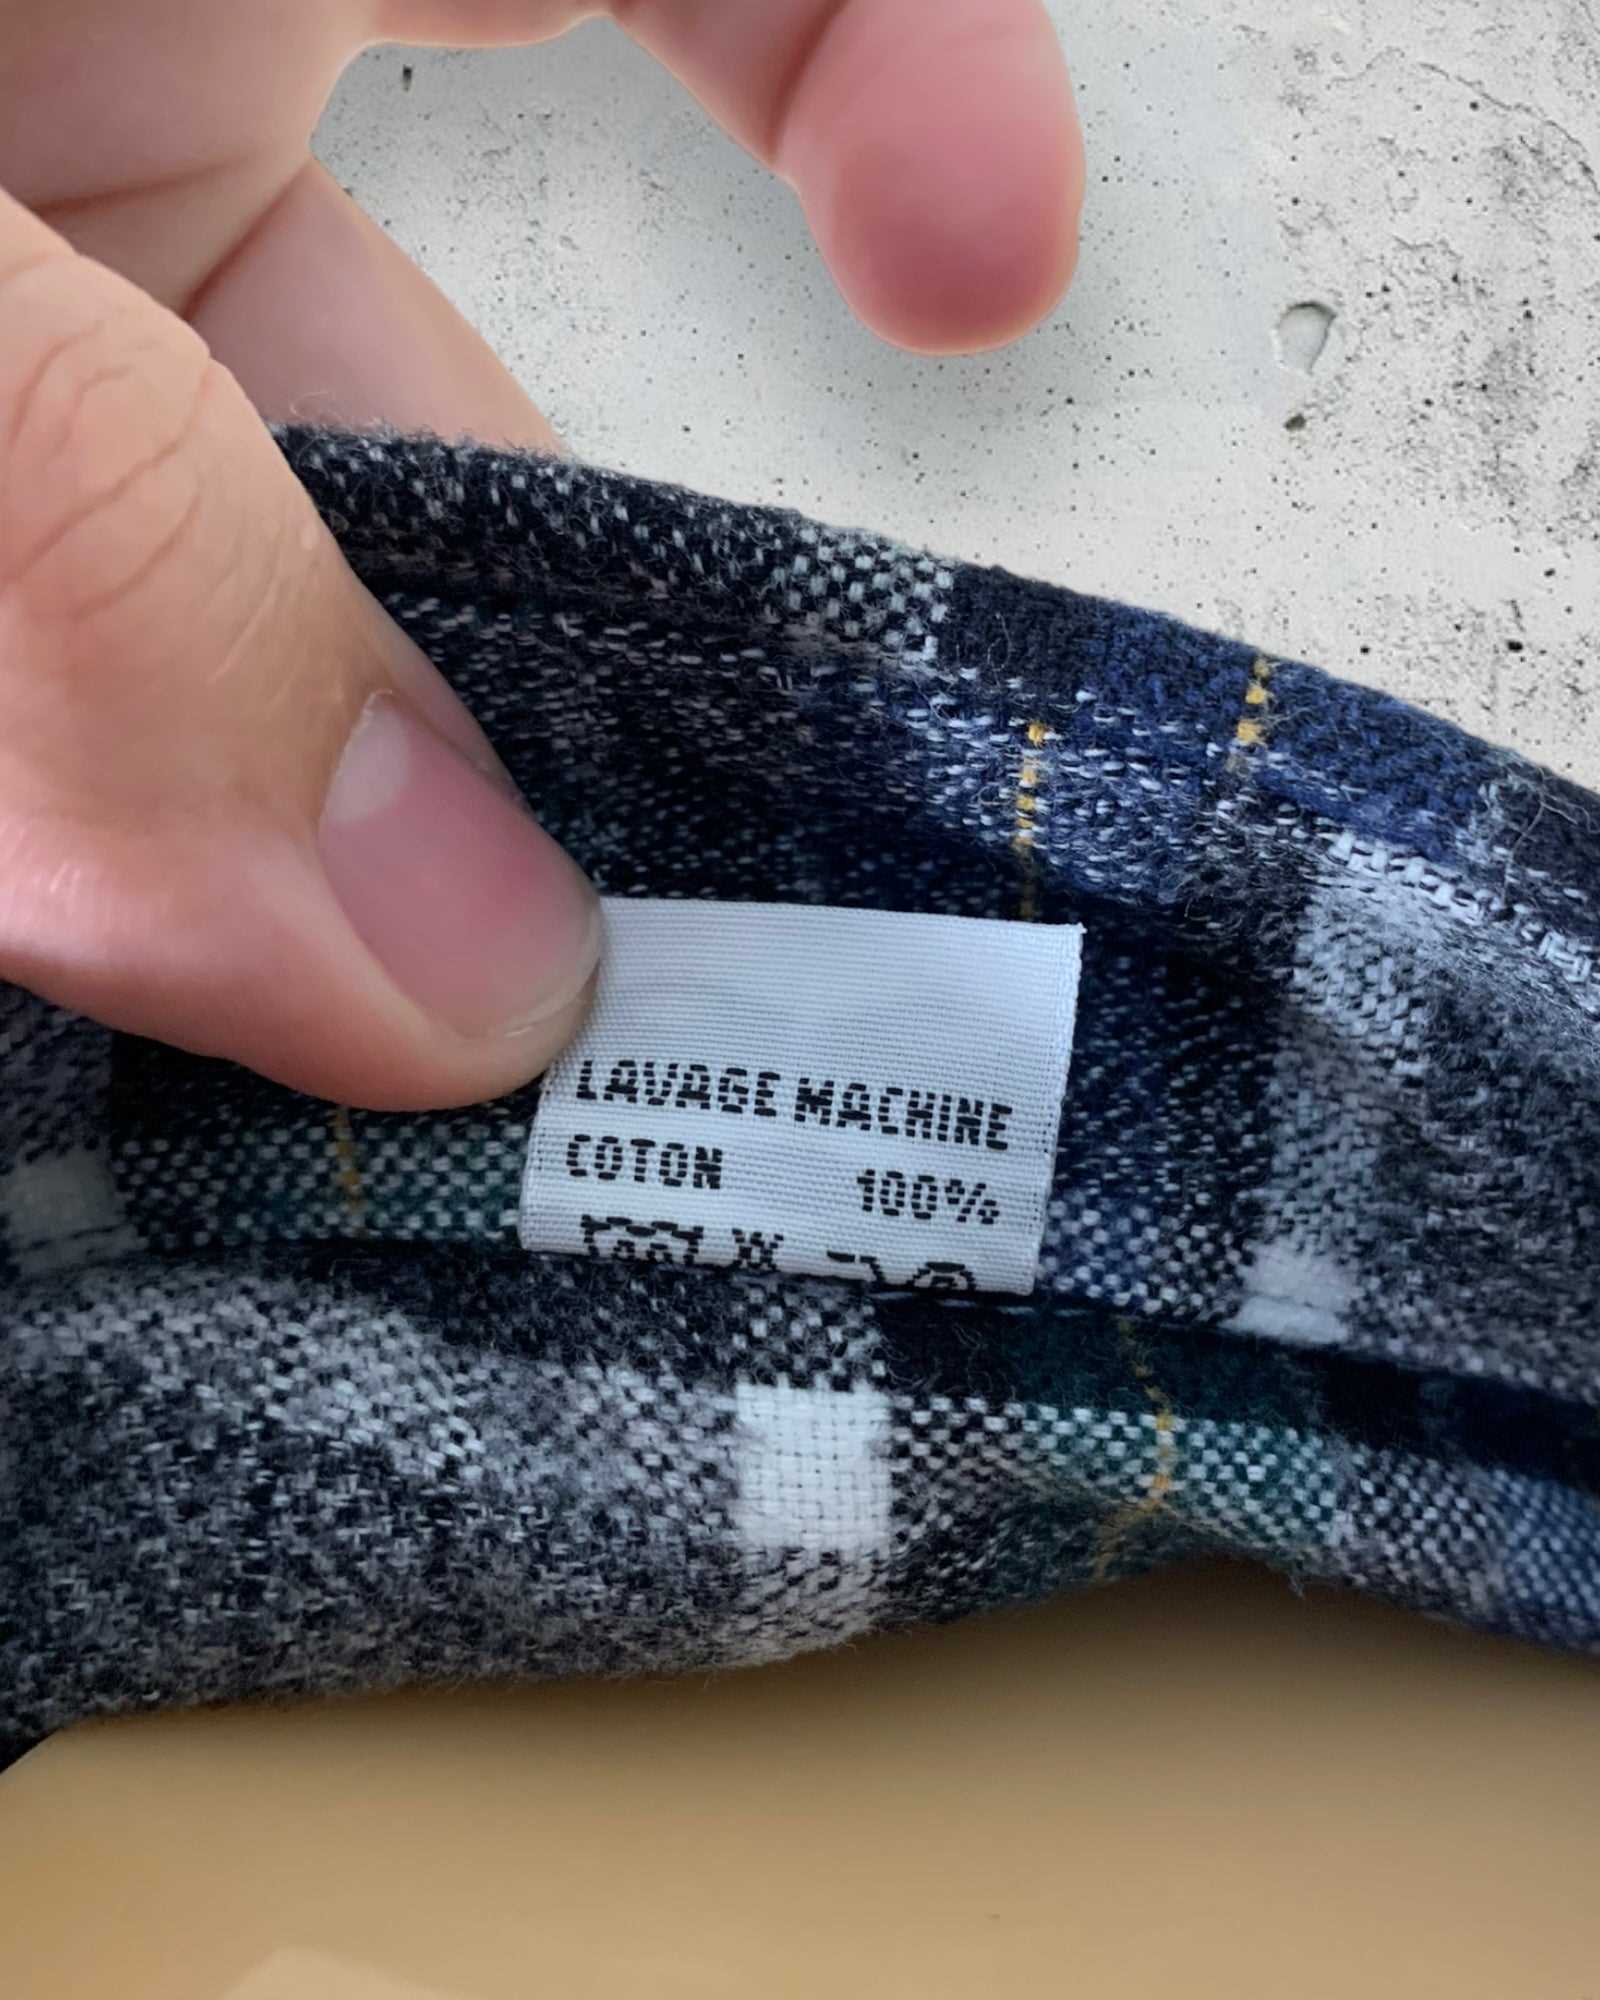 LAVAGE MACHINE
COTON 100%